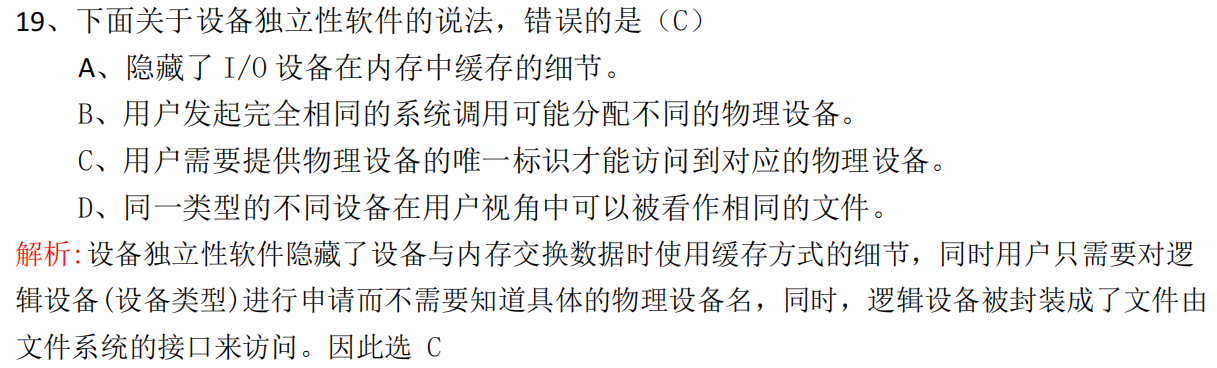 19、下面关于设备独立性软件的说法，错误的是（C）
A、隐藏了 I/O 设备在内存中缓存的细节。
B、用户发起完全相同的系统调用可能分配不同的物理设备。
C、用户需要提供物理设备的唯一标识才能访问到对应的物理设备。
D、同一类型的不同设备在用户视角中可以被看作相同的文件。
解析:设备独立性软件隐藏了设备与内存交换数据时使用缓存方式的细节，同时用户只需要对逻
辑设备(设备类型)进行申请而不需要知道具体的物理设备名，同时，逻辑设备被封装成了文件由
文件系统的接口来访问。因此选 C